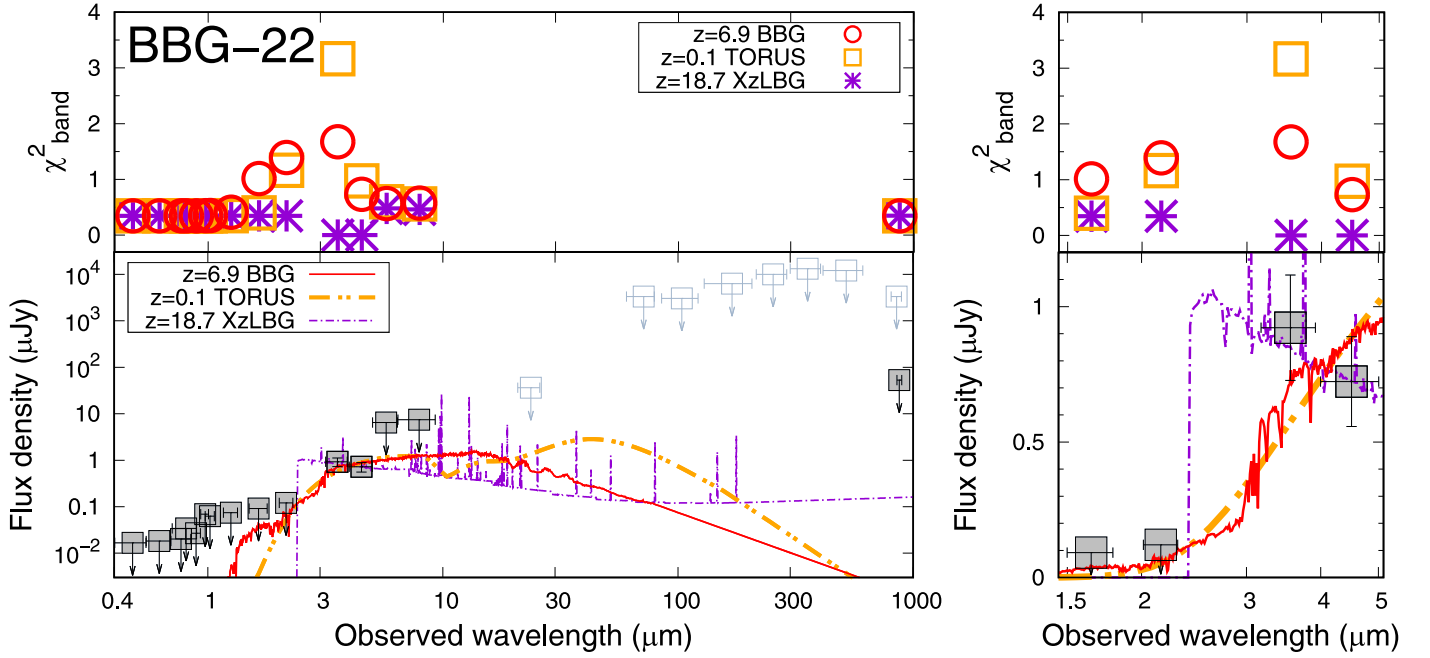 BBG−22
z=6.9 BBG
z=0.1 TORUS
z=18.7 XzLBG
χ²band
4
3
2
1
0
z=6.9 BBG
z=0.1 TORUS
z=18.7 XzLBG
Flux density (μJy)
10⁴
10³
10²
10
1
0.1
10⁻²
0.4 1 3 10 30 100 300 1000
Observed wavelength (μm)
χ²band
4
3
2
1
0
Flux density (μJy)
1
0.5
0
1.5 2 3 4 5
Observed wavelength (μm)